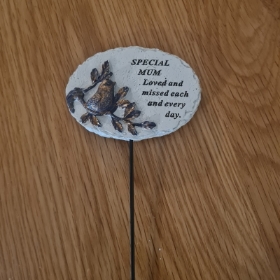 SPECIAL
MUM
Loved and
missed each
and every
day.